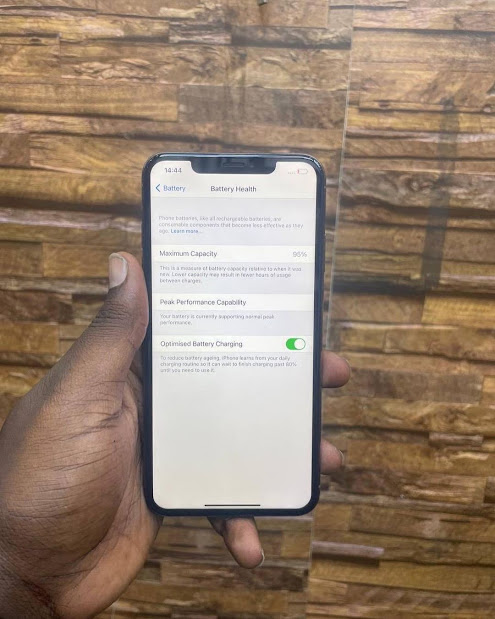 14:44
Battery
Battery Health
Phone batteries, like all rechargeable batteries, are
consumable components that become less effective as they
age. Learn more...
Maximum Capacity
95%
This is a measure of battery capacity relative to when it was
new. Lower capacity may result in fewer hours of usage
between charges.
Peak Performance Capability
Your battery is currently supporting normal peak
performance.
Optimised Battery Charging
To reduce battery ageing, iPhone learns from your daily
charging routine so it can wait to finish charging past 80%
until you need to use it.